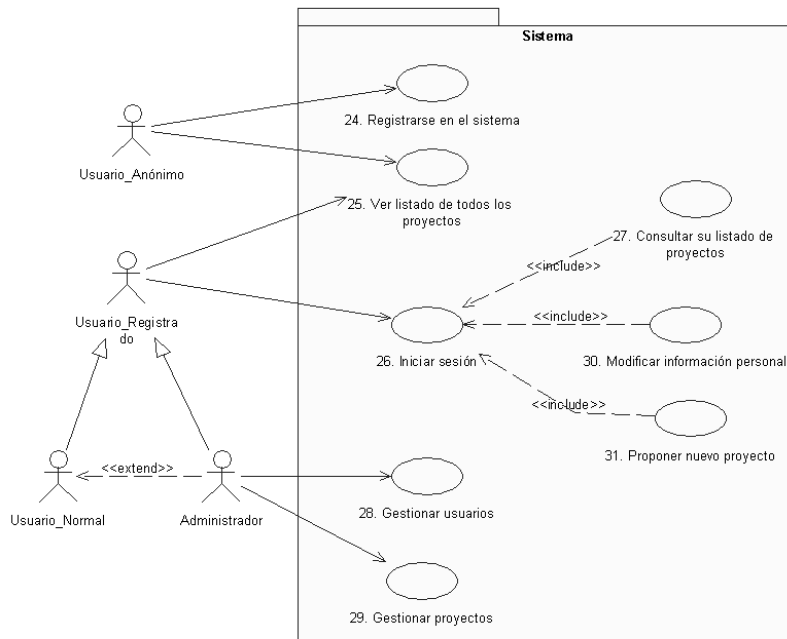 Sistema
24. Registrarse en el sistema
Usuario_Anónimo
25. Ver listado de todos los
proyectos
27. Consultar su listado de
proyectos
<<include>>
Usuario_Registra
do
<<include>>
26. Iniciar sesión
30. Modificar información personal
<<include>>
31. Proponer nuevo proyecto
<<extend>>
Usuario_Normal
Administrador
28. Gestionar usuarios
29. Gestionar proyectos